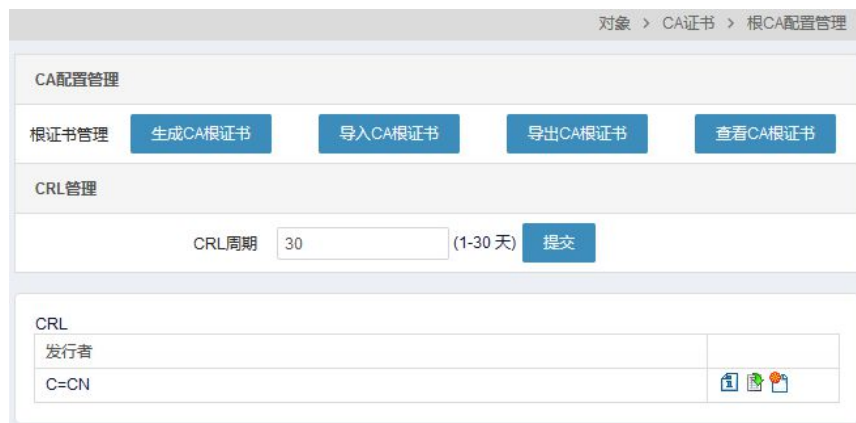 对象 > CA证书 > 根CA配置管理
CA配置管理
根证书管理 生成CA根证书 导入CA根证书 导出CA根证书 查看CA根证书
CRL管理
CRL周期 30 (1-30 天) 提交
CRL
发行者
C=CN